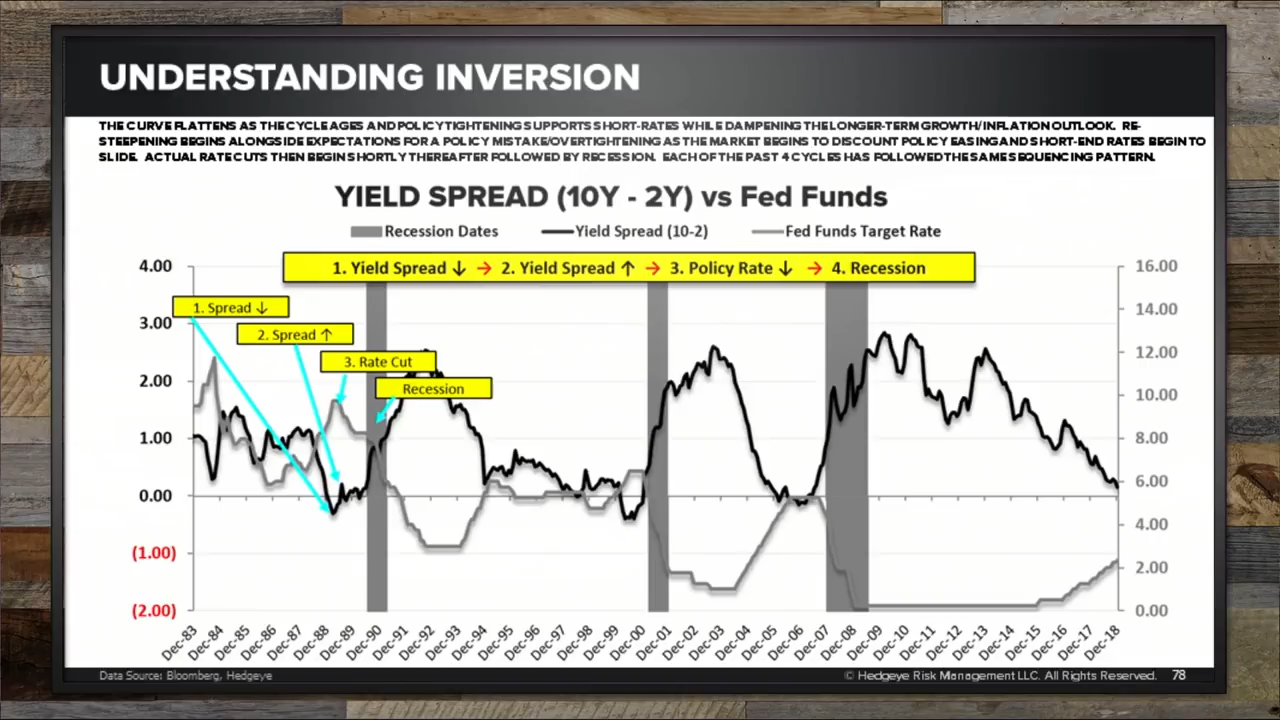 UNDERSTANDING INVERSION
THE CURVE FLATTENS AS THE CYCLE AGES AND POLICY TIGHTENING SUPPORTS SHORT-RATES WHILE DAMPENING THE LONGER-TERM GROWTH/INFLATION OUTLOOK. RE-
STEEPENING BEGINS ALONGSIDE EXPECTATIONS FOR A POLICY MISTAKE/OVERTIGHTENING AS THE MARKET BEGINS TO DISCOUNT POLICY EASING AND SHORT-END RATES BEGIN TO
SLIDE. ACTUAL RATE CUTS THEN BEGIN SHORTLY THEREAFTER FOLLOWED BY RECESSION. EACH OF THE PAST 4 CYCLES HAS FOLLOWED THE SAME SEQUENCING PATTERN.
YIELD SPREAD (10Y - 2Y) vs Fed Funds
Recession Dates Yield Spread (10-2) Fed Funds Target Rate
1. Yield Spread ↓ → 2. Yield Spread ↑ → 3. Policy Rate ↓ → 4. Recession
1. Spread ↓
2. Spread ↑
3. Rate Cut
Recession
4.00
3.00
2.00
1.00
0.00
(1.00)
(2.00)
16.00
14.00
12.00
10.00
8.00
6.00
4.00
2.00
0.00
Dec-83
Dec-84
Dec-85
Dec-86
Dec-87
Dec-88
Dec-89
Dec-90
Dec-91
Dec-92
Dec-93
Dec-94
Dec-95
Dec-96
Dec-97
Dec-98
Dec-99
Dec-00
Dec-01
Dec-02
Dec-03
Dec-04
Dec-05
Dec-06
Dec-07
Dec-08
Dec-09
Dec-10
Dec-11
Dec-12
Dec-13
Dec-14
Dec-15
Dec-16
Dec-17
Dec-18
Data Source: Bloomberg, Hedgeye
© Hedgeye Risk Management LLC. All Rights Reserved. 78